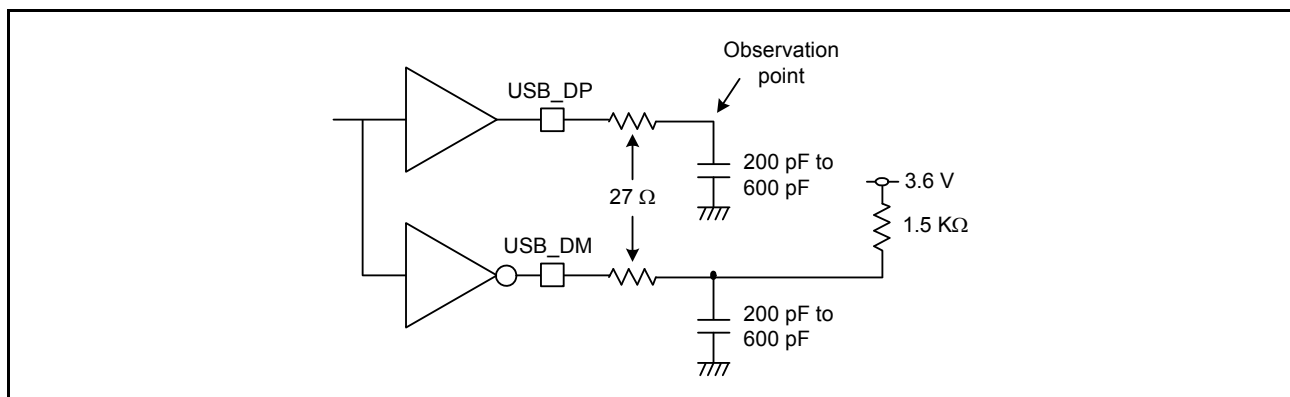 Observation
point
USB_DP
200 pF to
600 pF
27 Ω
3.6 V
1.5 KΩ
USB_DM
200 pF to
600 pF